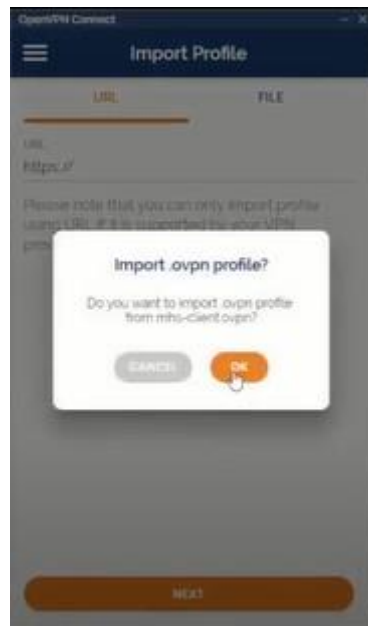 OpenVPN Connect
Import Profile
URL
FILE
URL
https://
Please note that you can only import profile
using URL if it is supported by your VPN
Import .ovpn profile?
Do you want to import .ovpn profile
from mhs-client.ovpn?
CANCEL
OK
NEXT